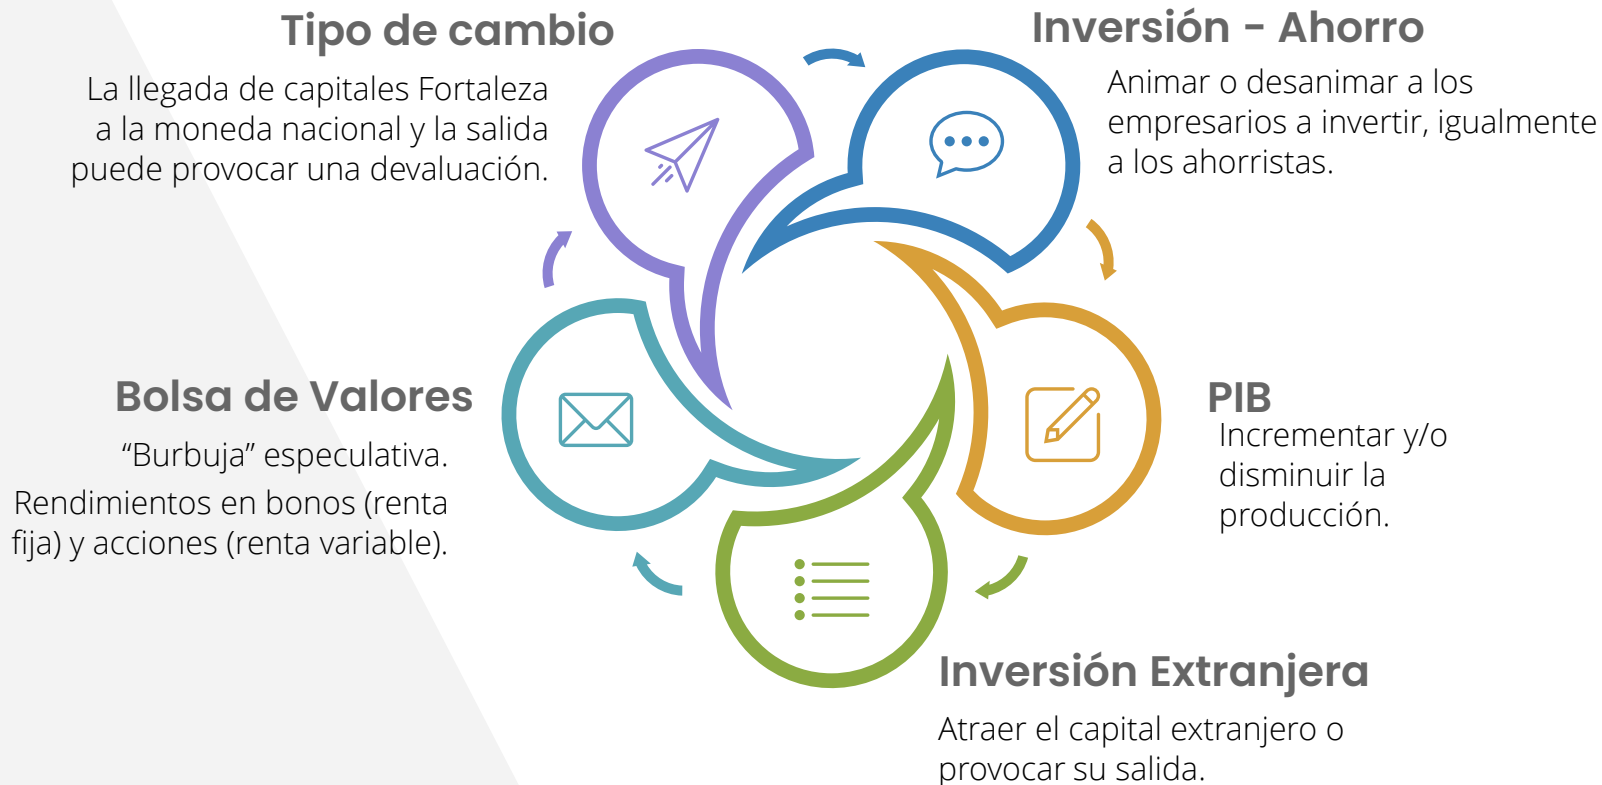 Tipo de cambio
La llegada de capitales Fortaleza
a la moneda nacional y la salida
puede provocar una devaluación.
Inversión - Ahorro
Animar o desanimar a los
empresarios a invertir, igualmente
a los ahorristas.
PIB
Incrementar y/o
disminuir la
producción.
Inversión Extranjera
Atraer el capital extranjero o
provocar su salida.
Bolsa de Valores
“Burbuja” especulativa.
Rendimientos en bonos (renta
fija) y acciones (renta variable).